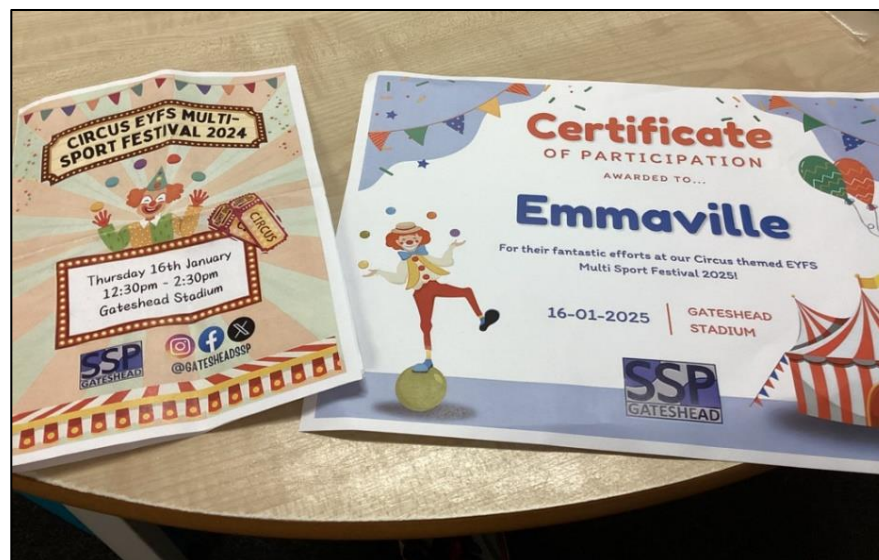 CIRCUS EYFS MULTI-
SPORT FESTIVAL 2024
CIRCUS
Thursday 16th January
12:30pm - 2:30pm
Gateshead Stadium
SSP
GATESHEAD
@GATESHEADSSP
Certificate
OF PARTICIPATION
AWARDED TO...
Emmaville
For their fantastic efforts at our Circus themed EYFS
Multi Sport Festival 2025!
16-01-2025
GATESHEAD
STADIUM
SSP
GATESHEAD